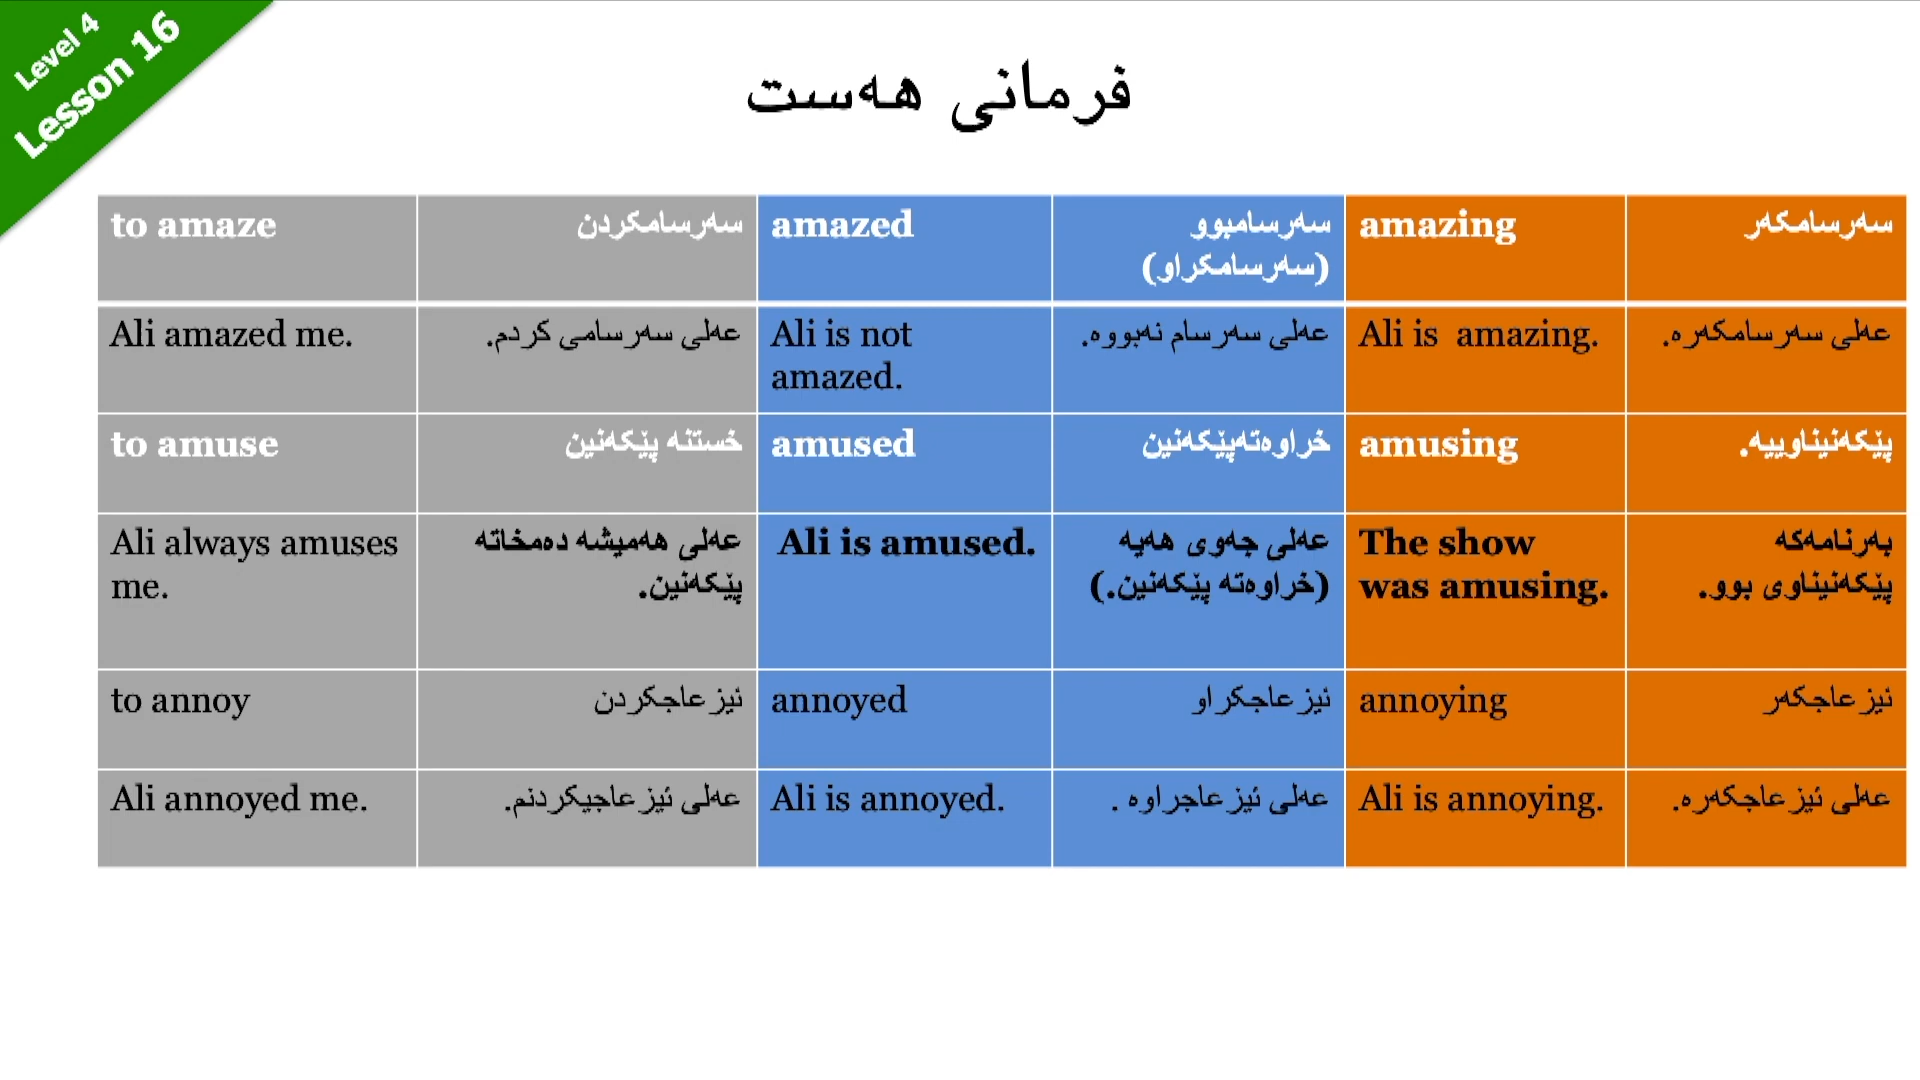 Level 4
Lesson 16
فرمانی هەست
to amaze
سەرسامکردن
amazed
سەرسامبوو
(سەرسامکراو)
amazing
سەرسامکەر
Ali amazed me.
عەلی سەرسامی کردم.
Ali is not
amazed.
عەلی سەرسام نەبووە.
Ali is  amazing.
عەلی سەرسامکەرە.
to amuse
خستنە پێکەنین
amused
خراوەتەپێکەنین
amusing
پێکەنیناوییە.
Ali always amuses
me.
عەلی هەمیشە دەمخاتە
پێکەنین.
Ali is amused.
عەلی جەوی هەیە
(خراوەتە پێکەنین.)
The show
was amusing.
بەرنامەکە
پێکەنیناوی بوو.
to annoy
ئیزعاجکردن
annoyed
ئیزعاجکراو
annoying
ئیزعاجکەر
Ali annoyed me.
عەلی ئیزعاجیکردنم.
Ali is annoyed.
عەلی ئیزعاجراوە .
Ali is annoying.
عەلی ئیزعاجکەرە.